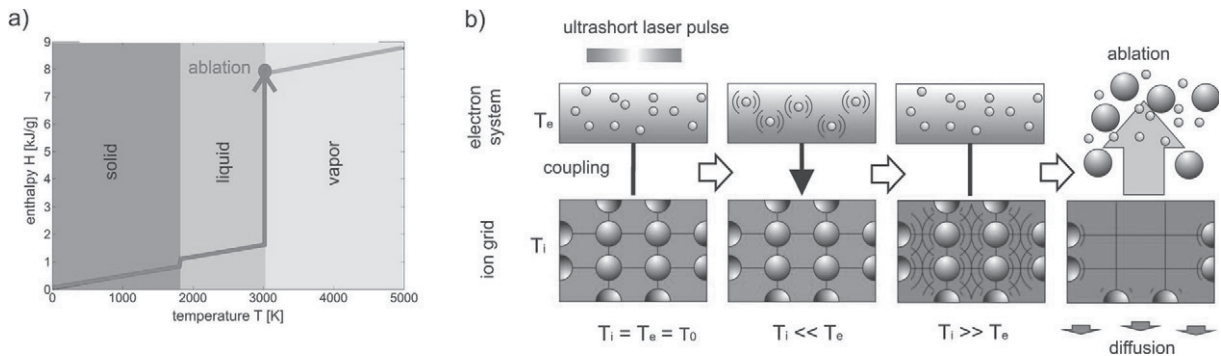 a)
9
8
7
6
5
4
3
2
1
0
enthalpy H [kJ/g]
ablation
solid
liquid
vapor
0 1000 2000 3000 4000 5000
temperature T [K]
b)
ultrashort laser pulse
ablation
electron
system
Te
coupling
ion grid
Ti
Ti = Te = T0
Ti << Te
Ti >> Te
diffusion